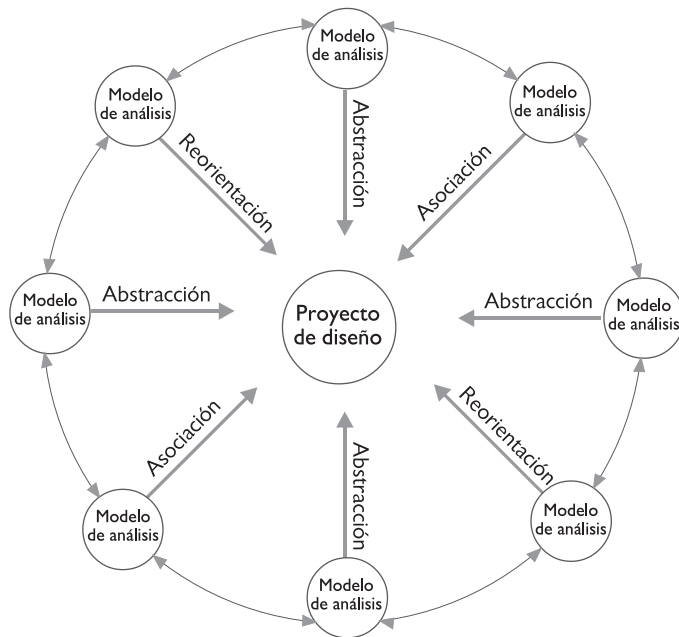 Modelo
de análisis
Modelo
de análisis
Modelo
de análisis
Reorientación
Abstracción
Asociación
Modelo
de análisis
Abstracción
Proyecto
de diseño
Abstracción
Modelo
de análisis
Asociación
Abstracción
Reorientación
Modelo
de análisis
Modelo
de análisis
Modelo
de análisis